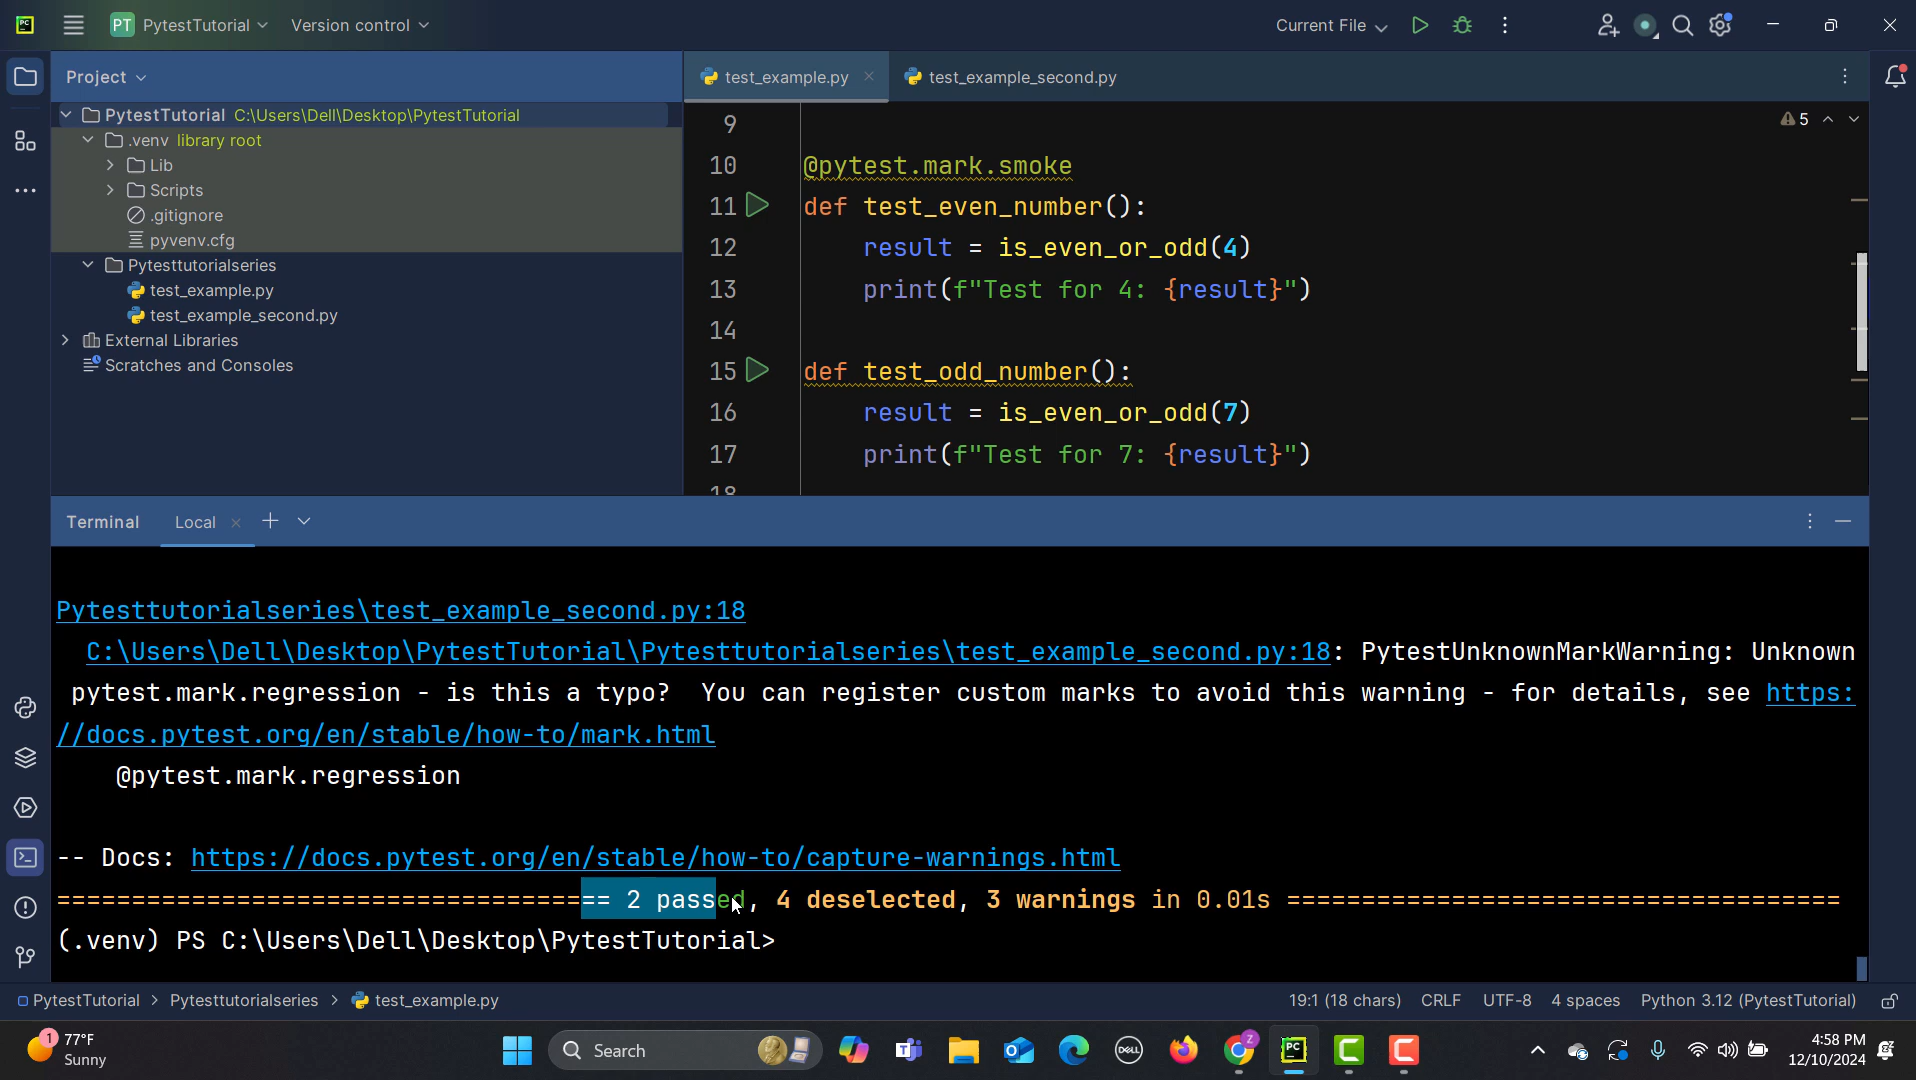 PC
PT PytestTutorial Version control Current File
Project
test_example.py
test_example_second.py
PytestTutorial C:\Users\Dell\Desktop\PytestTutorial
.venv library root
Lib
Scripts
.gitignore
pyvenv.cfg
Pytesttutorialseries
test_example.py
test_example_second.py
External Libraries
Scratches and Consoles
5
9
10 @pytest.mark.smoke
11 def test_even_number():
12 result = is_even_or_odd(4)
13 print(f"Test for 4: {result}")
14
15 def test_odd_number():
16 result = is_even_or_odd(7)
17 print(f"Test for 7: {result}")
18
Terminal Local
Pytesttutorialseries\test_example_second.py:18
C:\Users\Dell\Desktop\PytestTutorial\Pytesttutorialseries\test_example_second.py:18: PytestUnknownMarkWarning: Unknown
pytest.mark.regression - is this a typo?  You can register custom marks to avoid this warning - for details, see https:
//docs.pytest.org/en/stable/how-to/mark.html
@pytest.mark.regression
-- Docs: https://docs.pytest.org/en/stable/how-to/capture-warnings.html
===================================== 2 passed, 4 deselected, 3 warnings in 0.01s =====================================
(.venv) PS C:\Users\Dell\Desktop\PytestTutorial>
PytestTutorial > Pytesttutorialseries > test_example.py
19:1 (18 chars) CRLF UTF-8 4 spaces Python 3.12 (PytestTutorial)
1
77°F
Sunny
Search
DELL
Z
PC
4:58 PM
12/10/2024